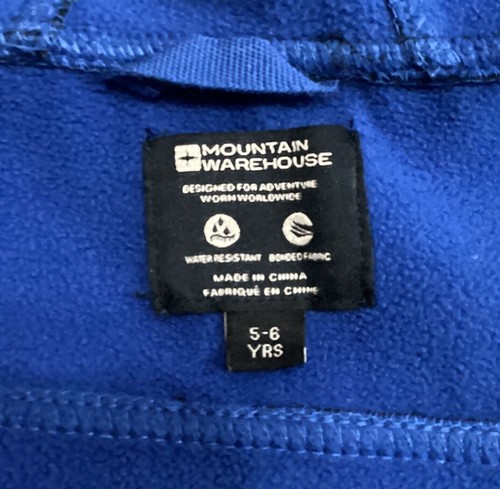 MOUNTAIN
WAREHOUSE
DESIGNED FOR ADVENTURE
WORN WORLDWIDE
WATER RESISTANT BONDED FABRIC
MADE IN CHINA
FABRIQUÉ EN CHINE
5-6
YRS